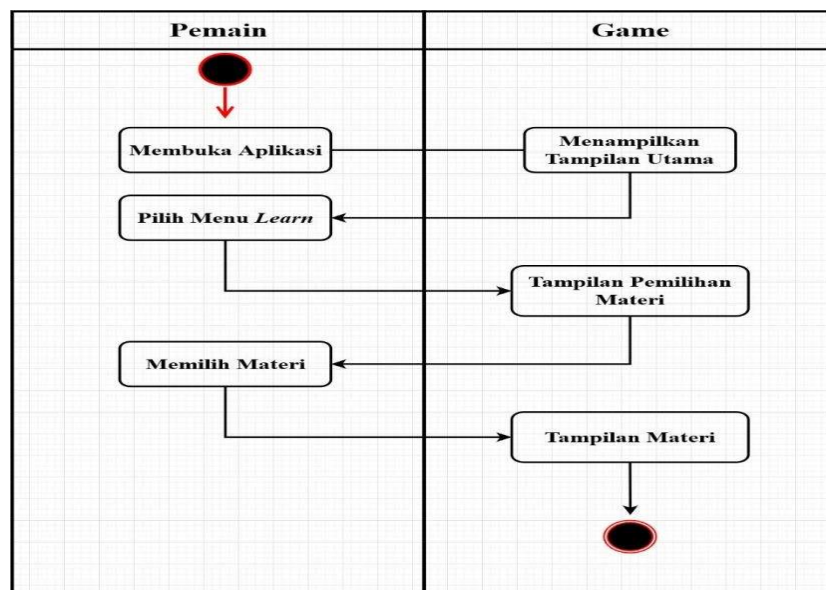 Pemain
Game
Membuka Aplikasi
Menampilkan
Tampilan Utama
Pilih Menu Learn
Tampilan Pemilihan
Materi
Memilih Materi
Tampilan Materi